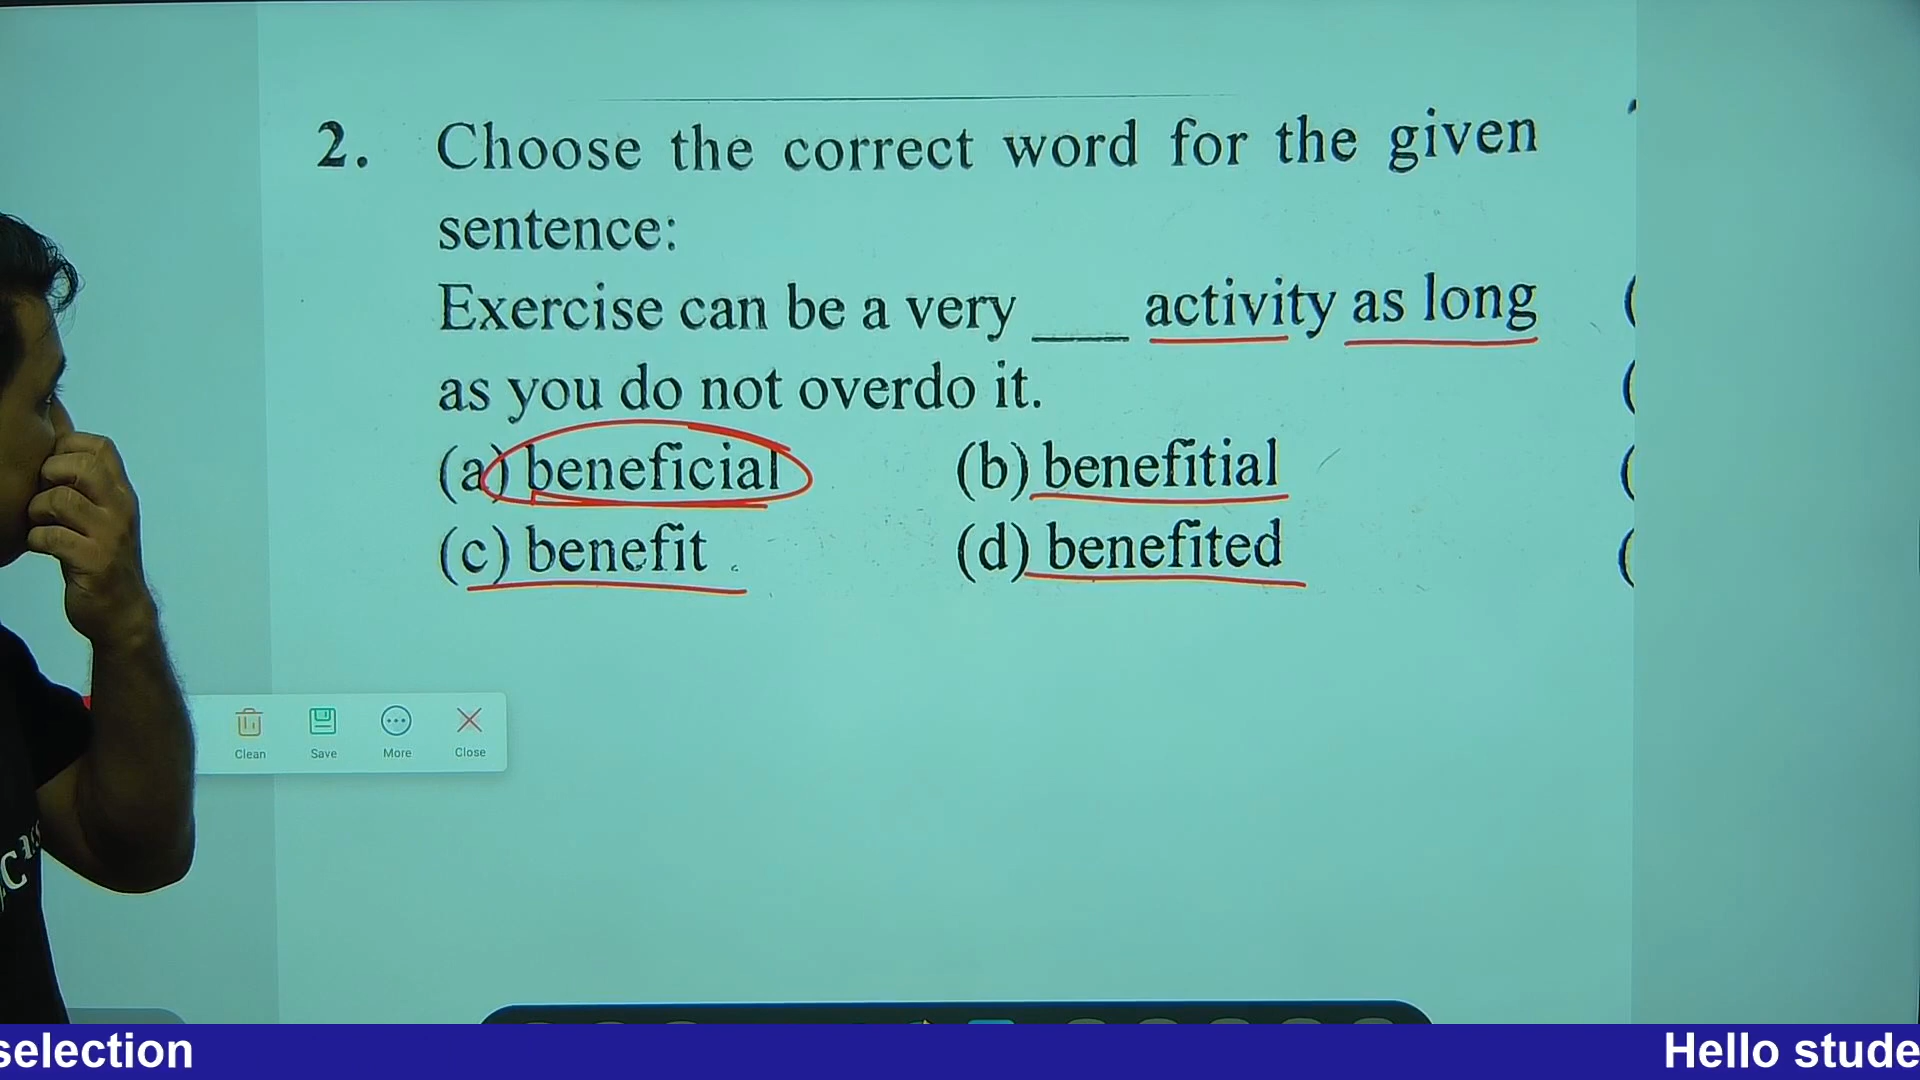 2. Choose the correct word for the given
sentence:
Exercise can be a very ___ activity as long
as you do not overdo it.
(a) beneficial (b) benefitial
(c) benefit (d) benefited
Clean Save More Close
selection Hello stude